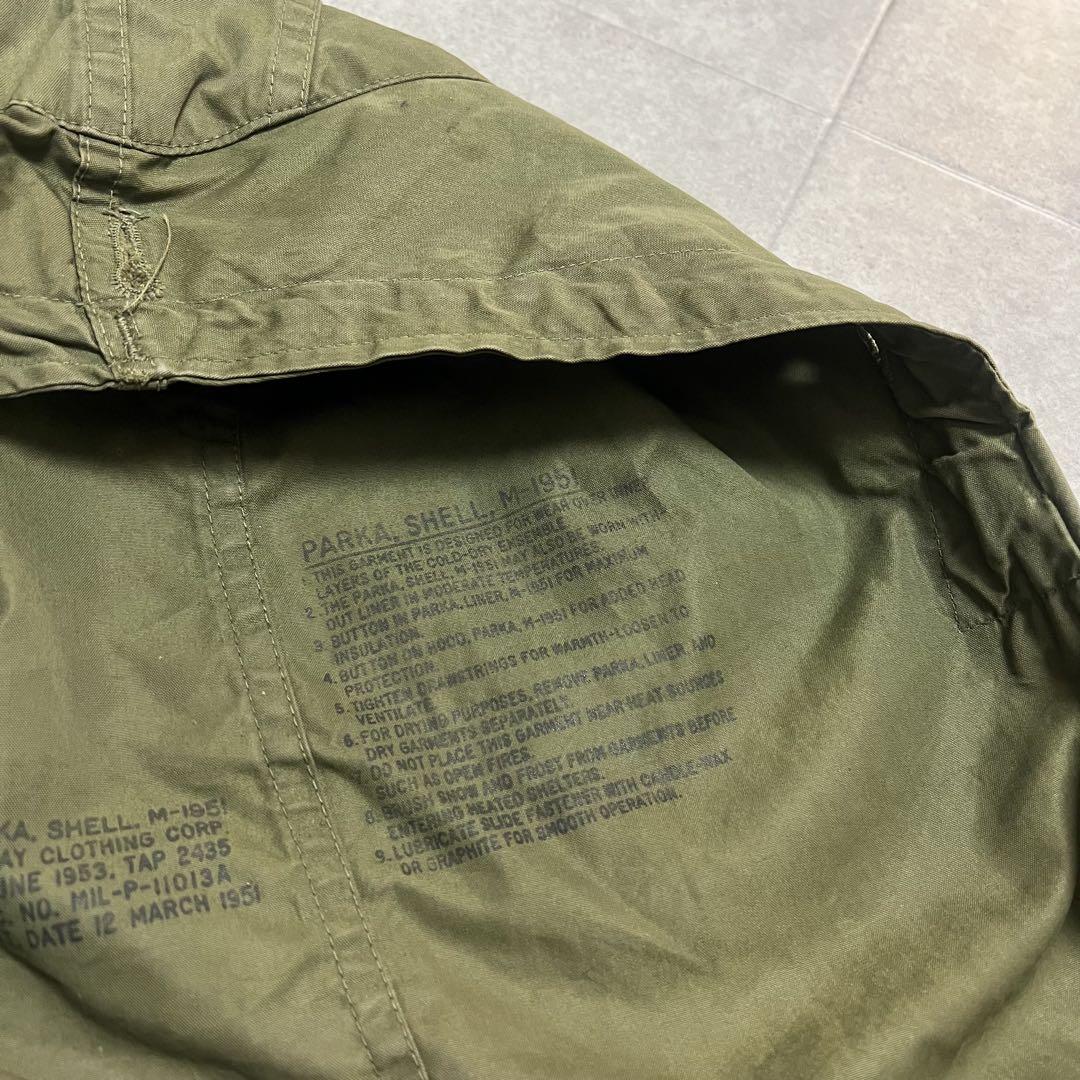 PARKA, SHELL, M-1951
1. THIS GARMENT IS DESIGNED FOR WEAR OVER INNER
LAYERS OF THE COLD-DRY ENSEMBLE.
2. THE PARKA, SHELL, M-1951 MAY ALSO BE WORN WITH-
OUT LINER IN MODERATE TEMPERATURES.
3. BUTTON IN PARKA, LINER, M-1951 FOR MAXIMUM
INSULATION.
4. BUTTON ON HOOD, PARKA, M-1951 FOR ADDED HEAD
PROTECTION.
5. TIGHTEN DRAWSTRINGS FOR WARMTH-LOOSEN TO
VENTILATE.
6. FOR DRYING PURPOSES, REMOVE PARKA, LINER AND
DRY GARMENTS SEPARATELY.
7. DO NOT PLACE THIS GARMENT NEAR HEAT SOURCES
SUCH AS OPEN FIRES.
8. BRUSH SNOW AND FROST FROM GARMENTS BEFORE
ENTERING HEATED SHELTERS.
9. LUBRICATE SLIDE FASTENER WITH CANDLE-WAX
OR GRAPHITE FOR SMOOTH OPERATION.
KA, SHELL, M-1951
AY CLOTHING CORP.
NE 1953, TAP 2435
. NO. MIL-P-11013A
. DATE 12 MARCH 1951